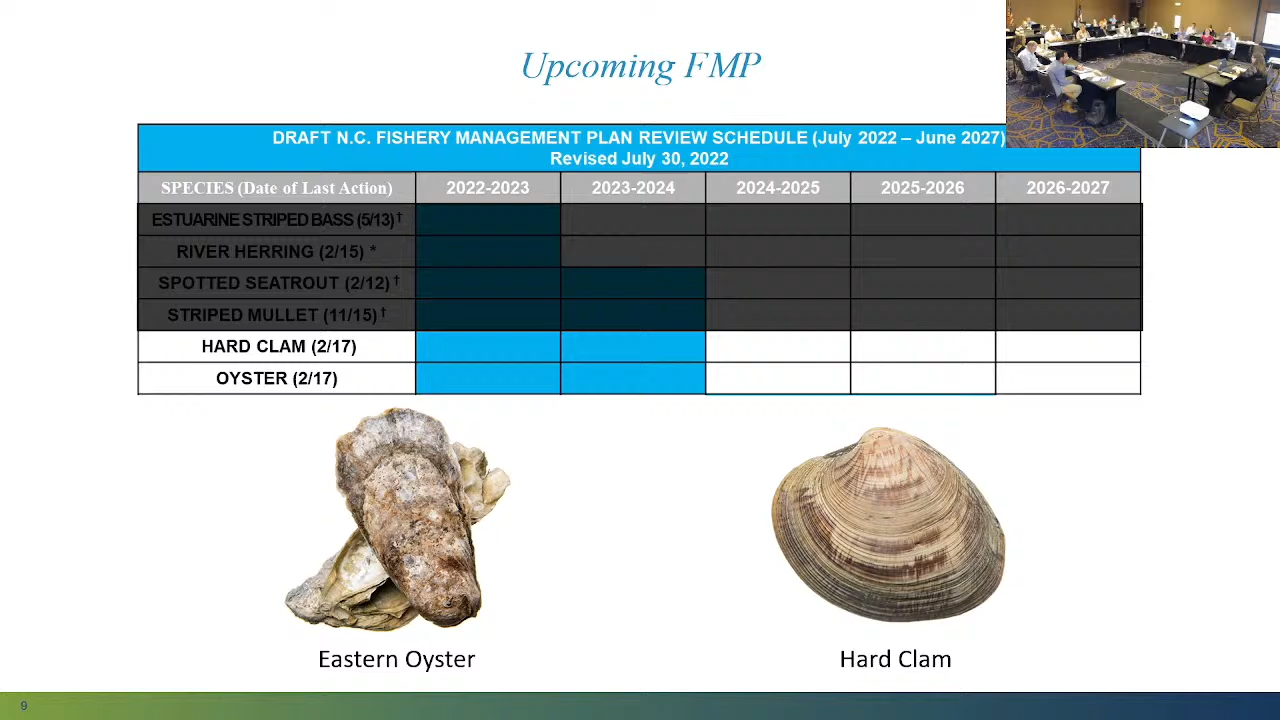 Upcoming FMP
DRAFT N.C. FISHERY MANAGEMENT PLAN REVIEW SCHEDULE (July 2022 – June 2027)
Revised July 30, 2022
SPECIES (Date of Last Action) 2022-2023 2023-2024 2024-2025 2025-2026 2026-2027
ESTUARINE STRIPED BASS (5/13) †
RIVER HERRING (2/15) *
SPOTTED SEATROUT (2/12) †
STRIPED MULLET (11/15) †
HARD CLAM (2/17)
OYSTER (2/17)
Eastern Oyster
Hard Clam
9